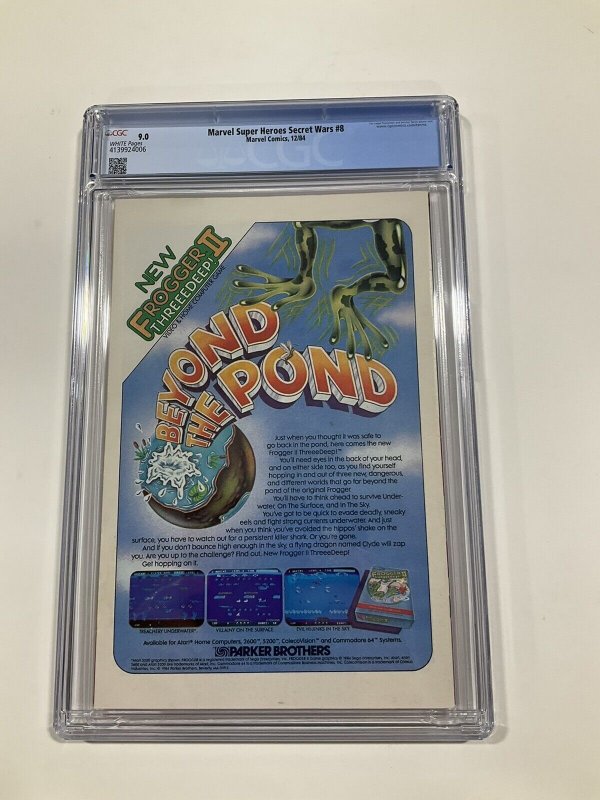 CGC
9.0
WHITE Pages
4139924006
Marvel Super Heroes Secret Wars #8
Marvel Comics, 12/84
NEW
FROGGER II
THREEEDEEP!
VIDEO & HOME COMPUTER GAME
BEYOND
THE POND
Just when you thought it was safe to
go back in the pond, here comes the new
Frogger II ThreeeDeep!™
You'll need eyes in the back of your head,
and on either side too, as you find yourself
hopping in and out of three new, dangerous,
and different worlds that go far beyond the
pond of the original Frogger.
You'll have to think ahead to survive Under-
water, On The Surface, and In The Sky.
You've got to be quick to evade deadly, sneaky
eels and fight strong currents underwater. And just
when you think you've avoided the hippos' shake on the
surface, you have to watch out for a persistent killer shark. Or you're gone.
And if you don't bounce high enough in the sky, a flying dragon named Clyde will zap
you. Are you up to the challenge? Find out. New Frogger II ThreeeDeep!
Get hopping on it.
TREACHERY UNDERWATER.
VILLAINY ON THE SURFACE
EVIL HI-JINKS IN THE SKY.
Available for Atari® Home Computers, 2600™, 5200™, ColecoVision™ and Commodore 64™ Systems.
PARKER BROTHERS